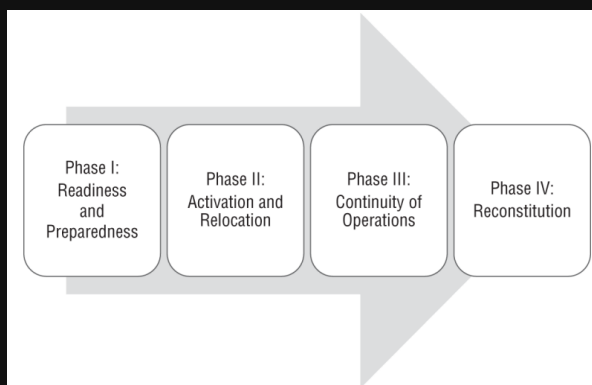 Phase I:
Readiness
and
Preparedness
Phase II:
Activation and
Relocation
Phase III:
Continuity of
Operations
Phase IV:
Reconstitution